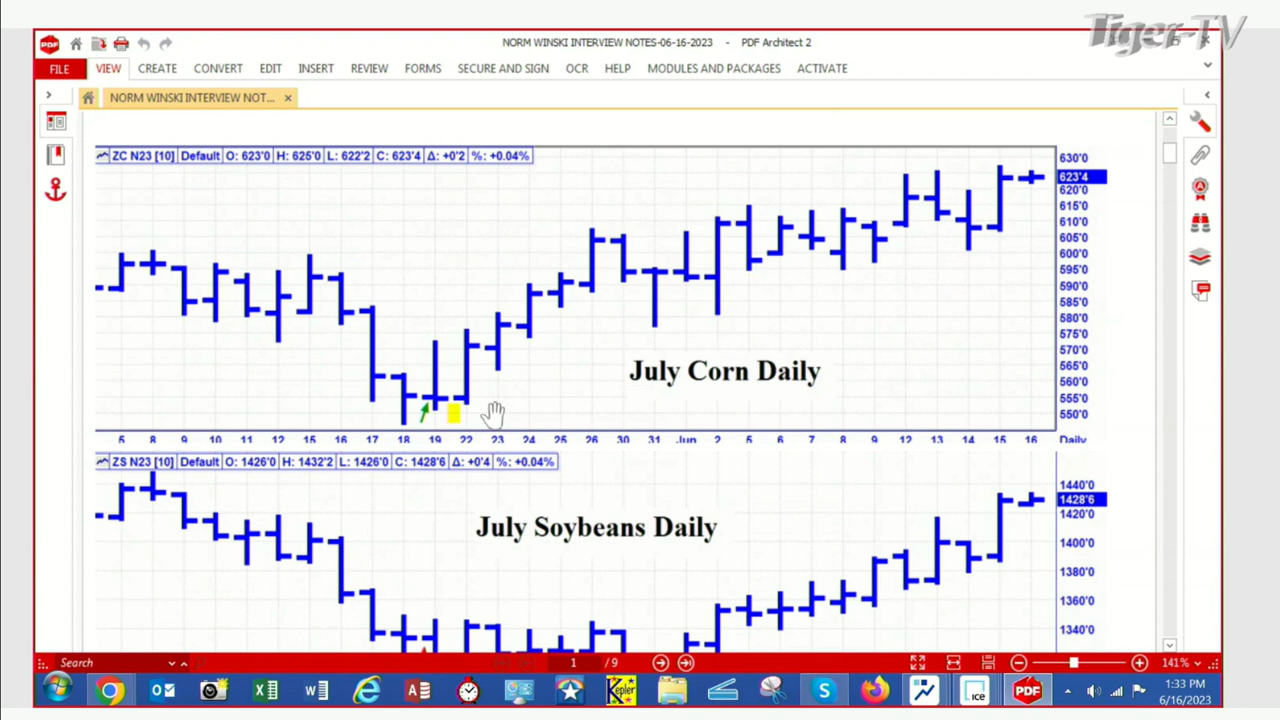 Tiger-TV
NORM WINSKI INTERVIEW NOTES-06-16-2023 - PDF Architect 2
FILE VIEW CREATE CONVERT EDIT INSERT REVIEW FORMS SECURE AND SIGN OCR HELP MODULES AND PACKAGES ACTIVATE
NORM WINSKI INTERVIEW NOT... ×
ZC N23 [10] Default O: 623'0 H: 625'0 L: 622'2 C: 623'4 Δ: +0'2 %: +0.04%
630'0
623'4
620'0
615'0
610'0
605'0
600'0
595'0
590'0
585'0
580'0
575'0
570'0
565'0
560'0
555'0
550'0
July Corn Daily
5 8 9 10 11 12 15 16 17 18 19 22 23 24 25 26 30 31 Jun 2 5 6 7 8 9 12 13 14 15 16 Daily
ZS N23 [10] Default O: 1426'0 H: 1432'2 L: 1426'0 C: 1428'6 Δ: +0'4 %: +0.04%
1440'0
1428'6
1420'0
1400'0
1380'0
1360'0
1340'0
July Soybeans Daily
Search 1 / 9 141%
PDF
Kepler
ice
PDF
1:33 PM
6/16/2023